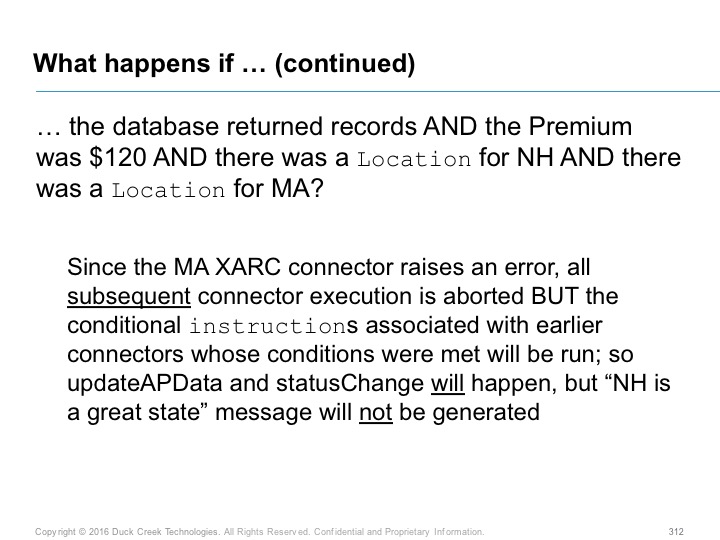 What happens if … (continued)
… the database returned records AND the Premium
was $120 AND there was a Location for NH AND there
was a Location for MA?
Since the MA XARC connector raises an error, all
subsequent connector execution is aborted BUT the
conditional instructions associated with earlier
connectors whose conditions were met will be run; so
updateAPData and statusChange will happen, but “NH is
a great state” message will not be generated
Copyright © 2016 Duck Creek Technologies. All Rights Reserved. Confidential and Proprietary Information.
312